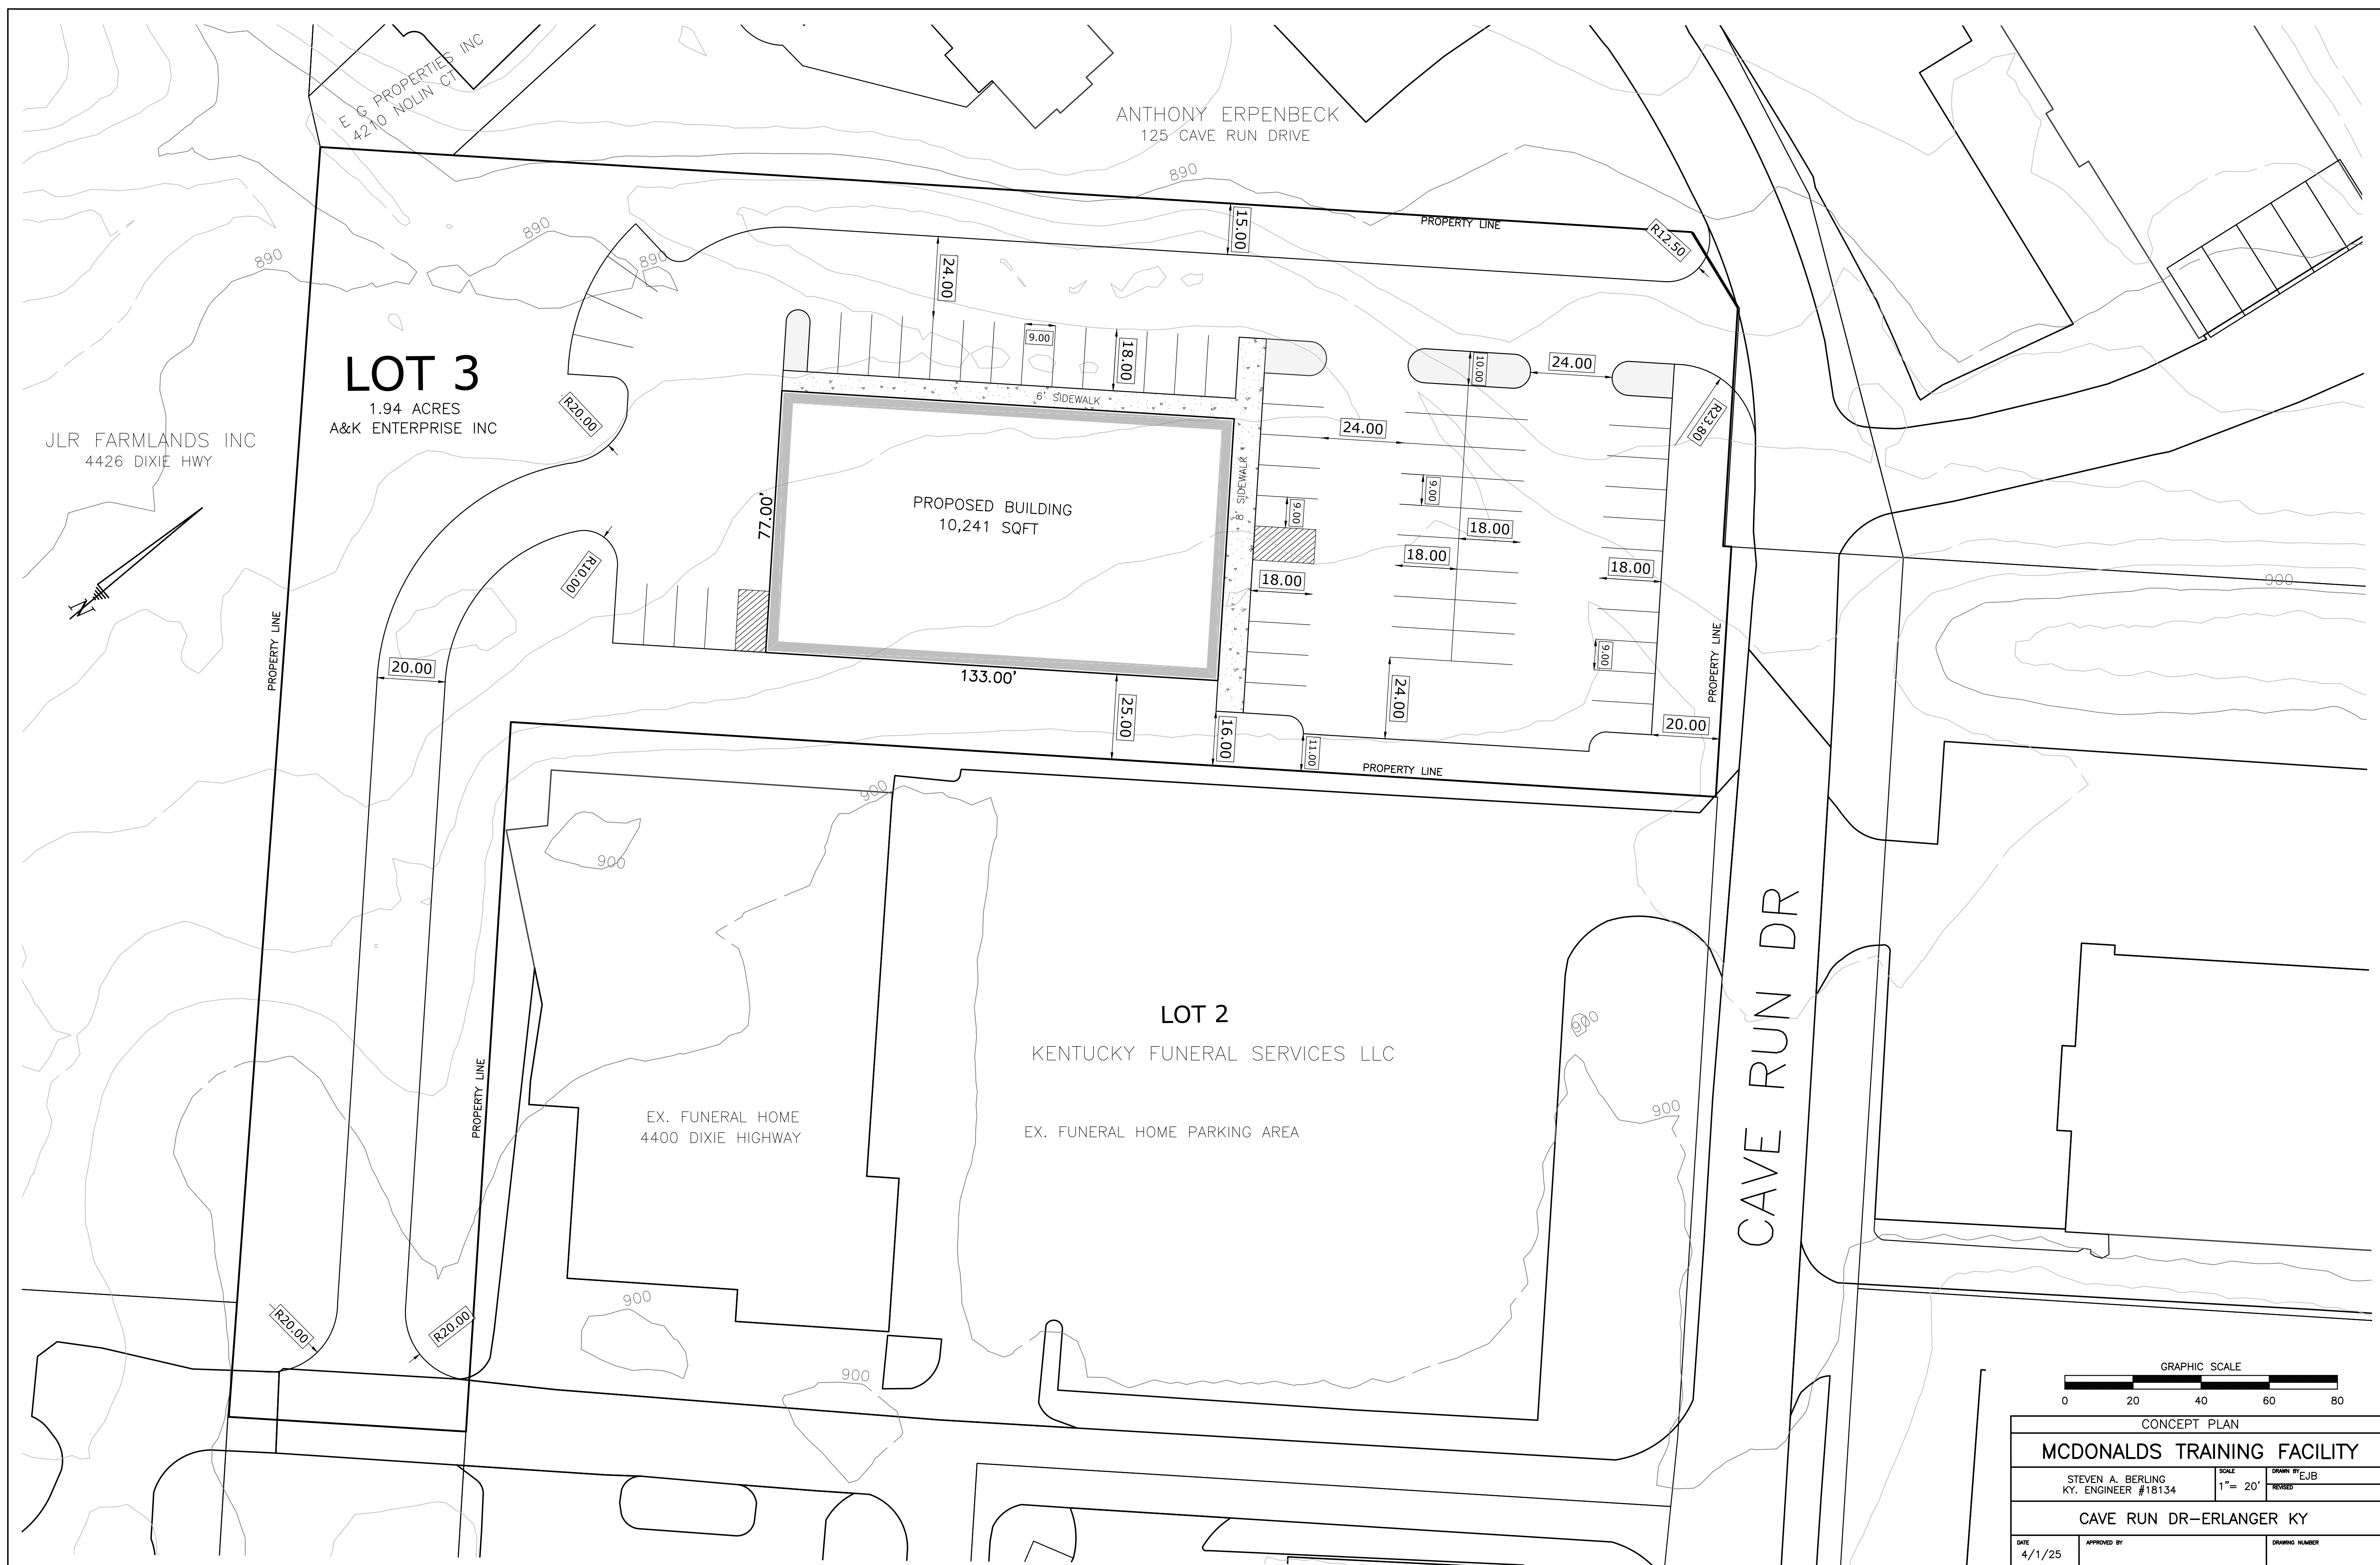 E G PROPERTIES INC
4210 NOLIN CT
ANTHONY ERPENBECK
125 CAVE RUN DRIVE
890
890
890
890
PROPERTY LINE
15.00
R12.50
24.00
9.00
18.00
10.00
24.00
LOT 3
1.94 ACRES
A&K ENTERPRISE INC
R20.00
6' SIDEWALK
24.00
R23.80
JLR FARMLANDS INC
4426 DIXIE HWY
77.00'
PROPOSED BUILDING
10,241 SQFT
8' SIDEWALK
9.00
9.00
18.00
18.00
18.00
18.00
N
R10.00
900
PROPERTY LINE
20.00
133.00'
25.00
16.00
11.00
24.00
9.00
PROPERTY LINE
20.00
PROPERTY LINE
900
900
LOT 2
KENTUCKY FUNERAL SERVICES LLC
900
CAVE RUN DR
PROPERTY LINE
EX. FUNERAL HOME
4400 DIXIE HIGHWAY
EX. FUNERAL HOME PARKING AREA
900
R20.00
R20.00
900
900
GRAPHIC SCALE
0 20 40 60 80
CONCEPT PLAN
MCDONALDS TRAINING FACILITY
STEVEN A. BERLING
KY. ENGINEER #18134
SCALE
1"= 20'
DRAWN BY EJB
REVISED
CAVE RUN DR-ERLANGER KY
DATE
4/1/25
APPROVED BY
DRAWING NUMBER